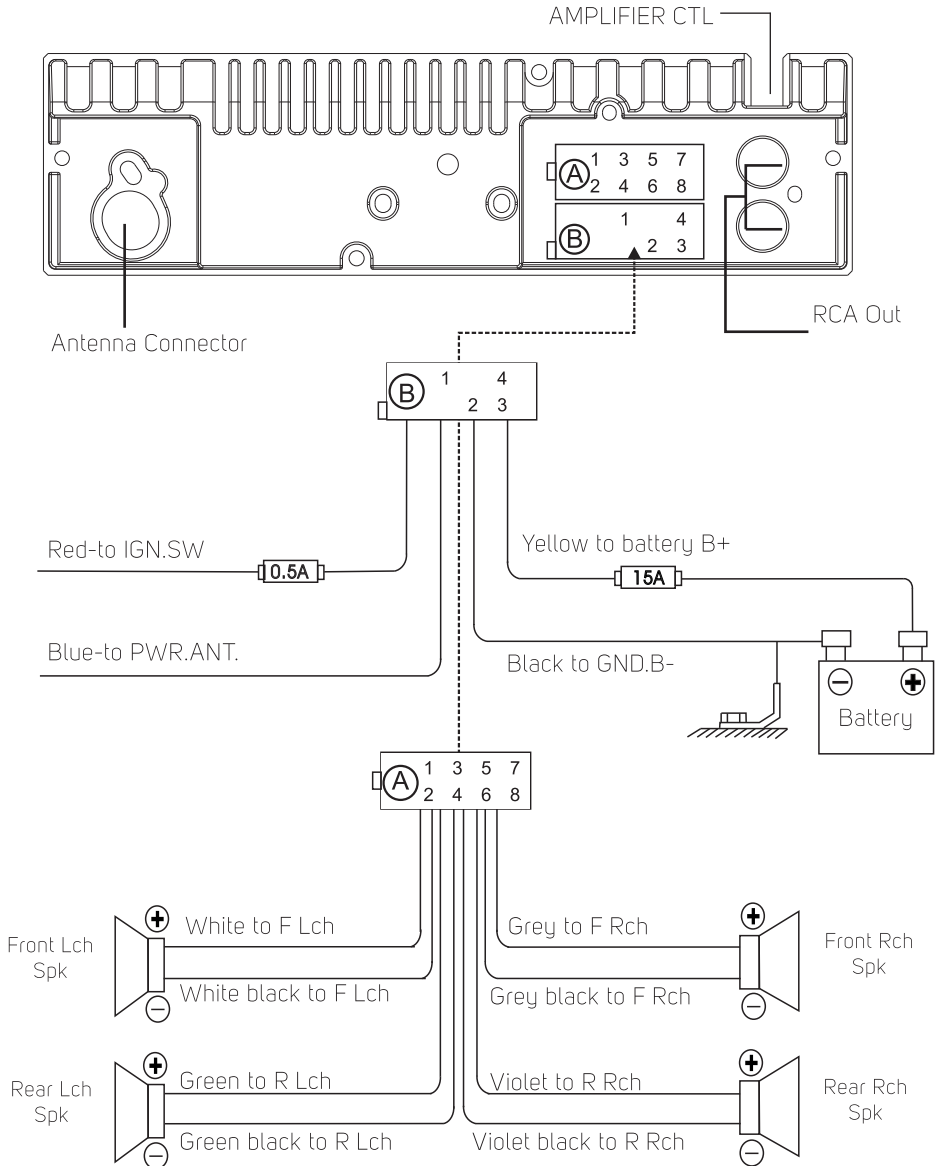 AMPLIFIER CTL
A
1 3 5 7
2 4 6 8
B
1 4
2 3
RCA Out
Antenna Connector
B
1 4
2 3
Red-to IGN.SW
0.5A
Yellow to battery B+
15A
Blue-to PWR.ANT.
Black to GND.B-
Battery
A
1 3 5 7
2 4 6 8
Front Lch
Spk
White to F Lch
White black to F Lch
Grey to F Rch
Grey black to F Rch
Front Rch
Spk
Rear Lch
Spk
Green to R Lch
Green black to R Lch
Violet to R Rch
Violet black to R Rch
Rear Rch
Spk